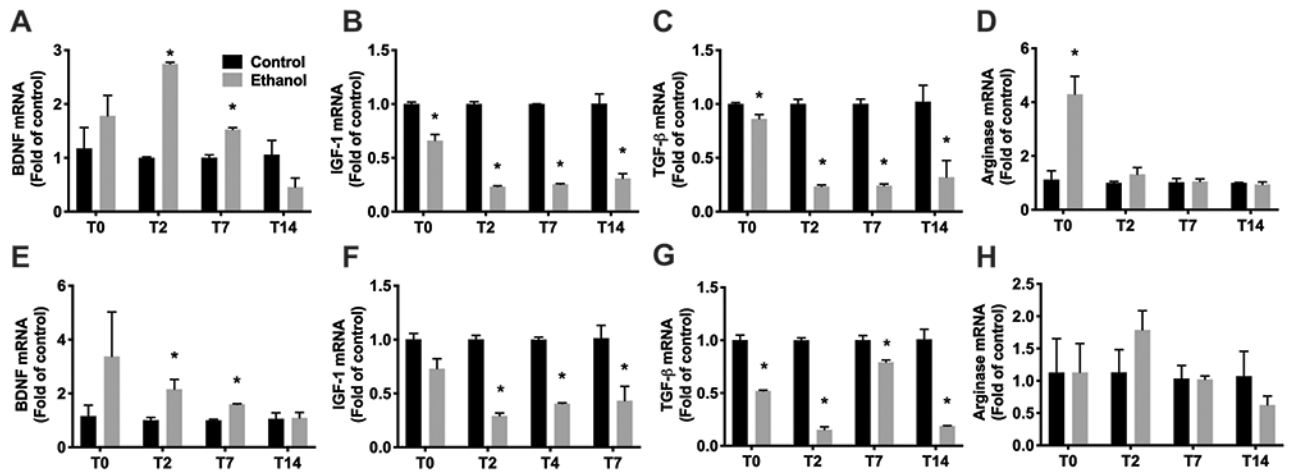 A
BDNF mRNA
(Fold of control)
3
2
1
0
T0 T2 T7 T14
* *
Control
Ethanol
B
IGF-1 mRNA
(Fold of control)
1.5
1.0
0.5
0.0
T0 T2 T7 T14
* * * *
C
TGF-β mRNA
(Fold of control)
1.5
1.0
0.5
0.0
T0 T2 T7 T14
* * * *
D
Arginase mRNA
(Fold of control)
6
4
2
0
T0 T2 T7 T14
*
E
BDNF mRNA
(Fold of control)
6
4
2
0
T0 T2 T7 T14
* *
F
IGF-1 mRNA
(Fold of control)
1.5
1.0
0.5
0.0
T0 T2 T4 T7
* * *
G
TGF-β mRNA
(Fold of control)
1.5
1.0
0.5
0.0
T0 T2 T7 T14
* * * *
H
Arginase mRNA
(Fold of control)
2.5
2.0
1.5
1.0
0.5
0.0
T0 T2 T7 T14